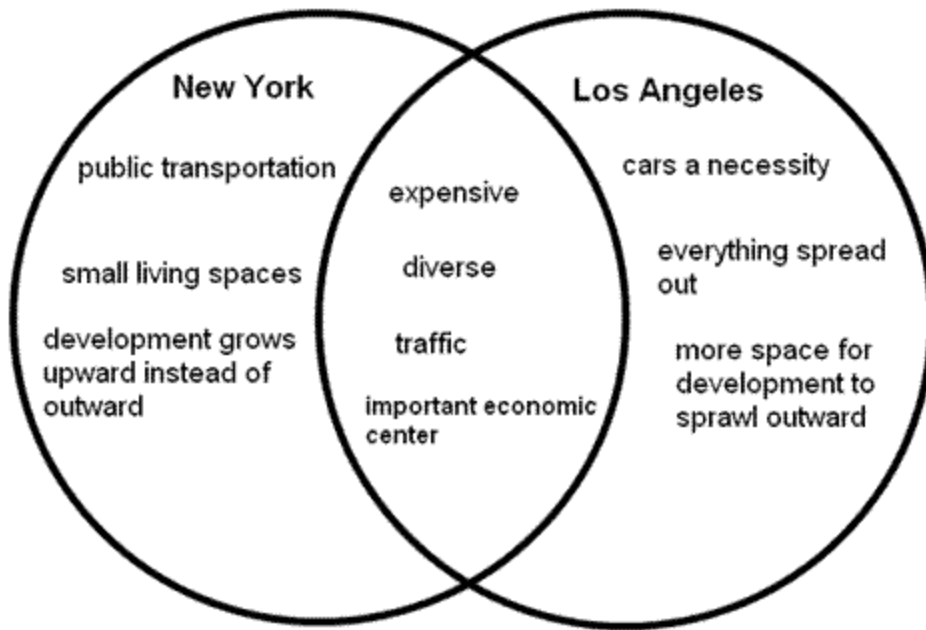 New York
public transportation
small living spaces
development grows
upward instead of
outward
expensive
diverse
traffic
important economic
center
Los Angeles
cars a necessity
everything spread
out
more space for
development to
sprawl outward